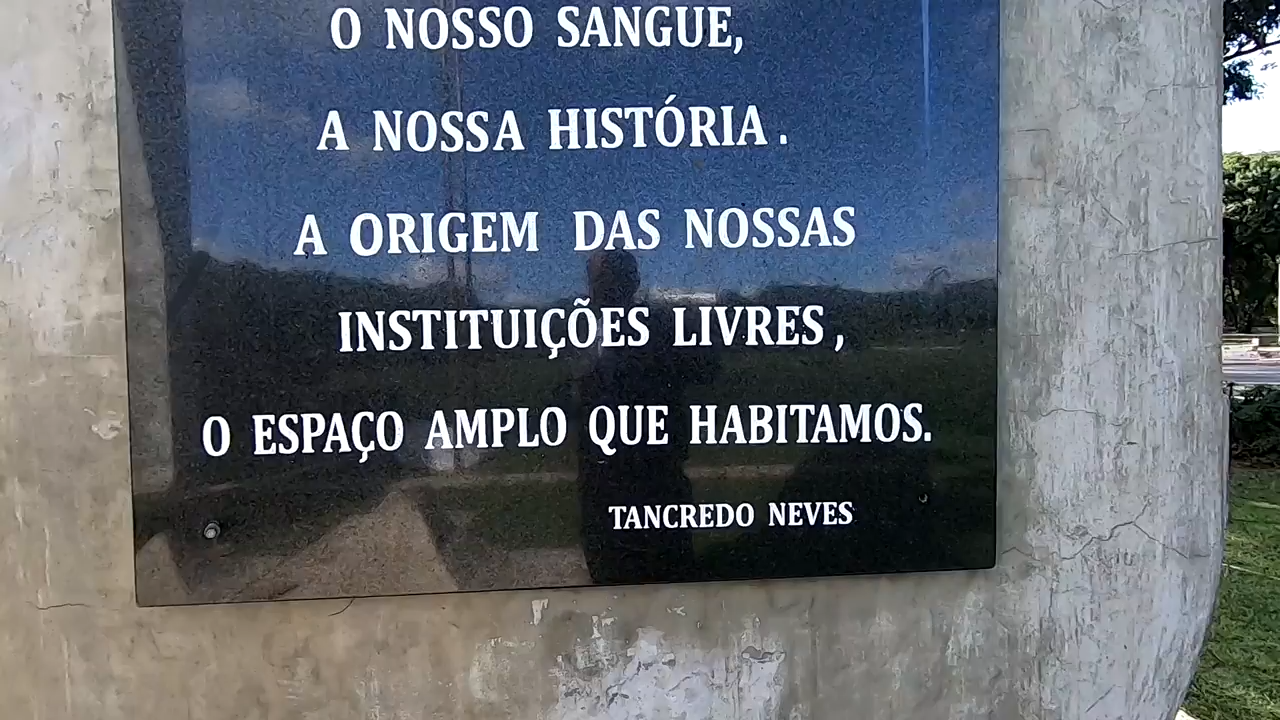 O NOSSO SANGUE,
A NOSSA HISTÓRIA.
A ORIGEM DAS NOSSAS
INSTITUIÇÕES LIVRES,
O ESPAÇO AMPLO QUE HABITAMOS.
TANCREDO NEVES